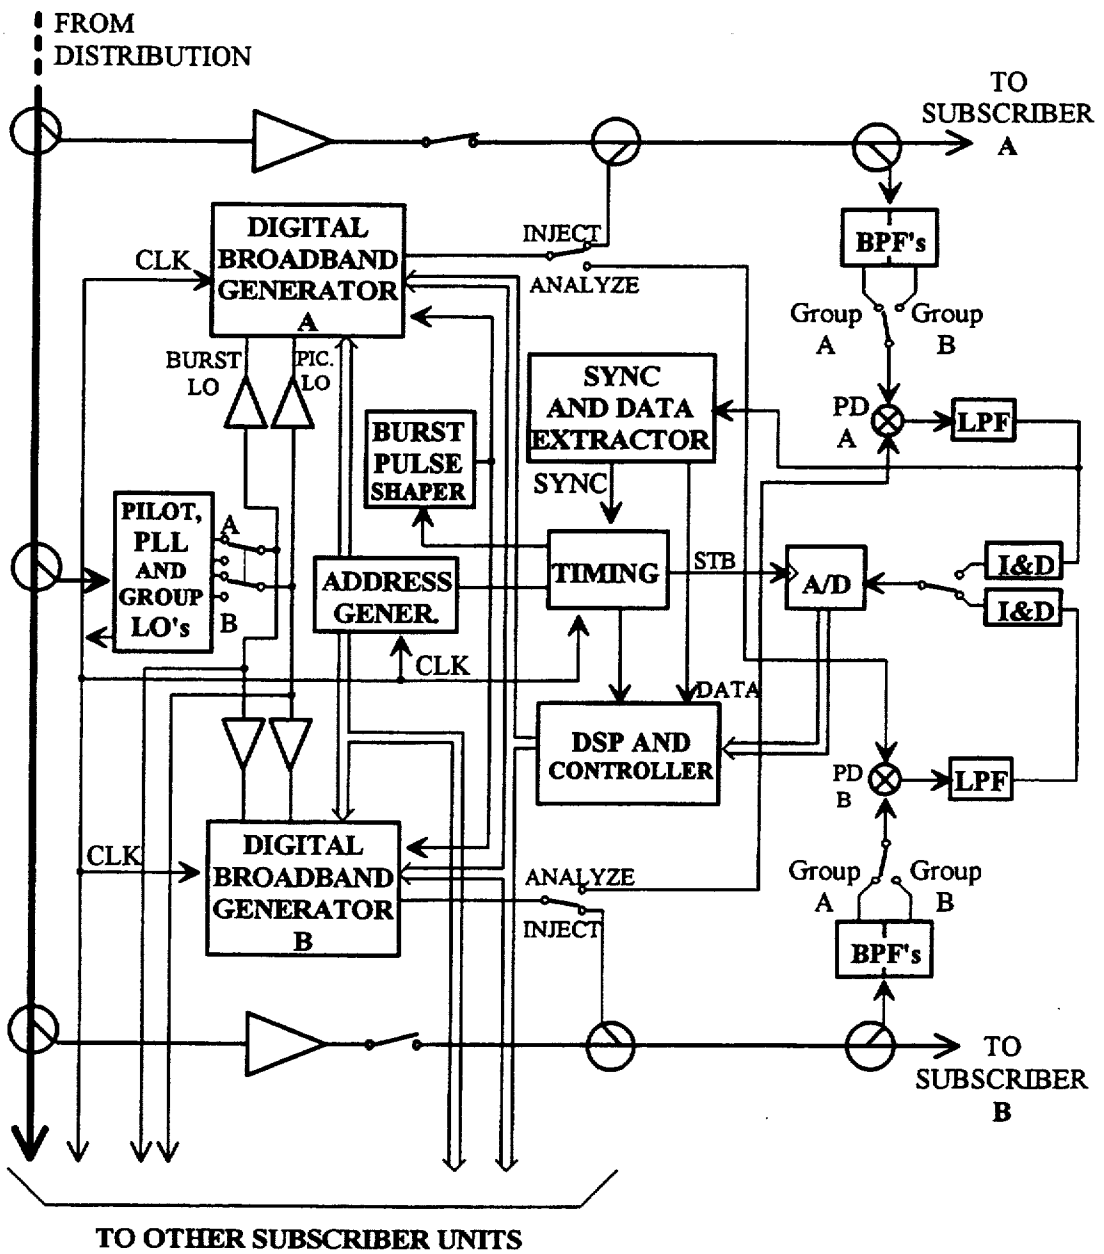 FROM
DISTRIBUTION
TO
SUBSCRIBER
A
DIGITAL
BROADBAND
GENERATOR
A
CLK
INJECT
ANALYZE
BPF's
Group
A
Group
B
BURST
LO
PIC.
LO
SYNC
AND DATA
EXTRACTOR
PD
A
LPF
BURST
PULSE
SHAPER
SYNC
PILOT,
PLL
AND
GROUP
LO's
A
B
ADDRESS
GENER.
TIMING
STB
A/D
I&D
I&D
CLK
DATA
DSP AND
CONTROLLER
PD
B
LPF
CLK
DIGITAL
BROADBAND
GENERATOR
B
ANALYZE
INJECT
Group
A
Group
B
BPF's
TO
SUBSCRIBER
B
TO OTHER SUBSCRIBER UNITS